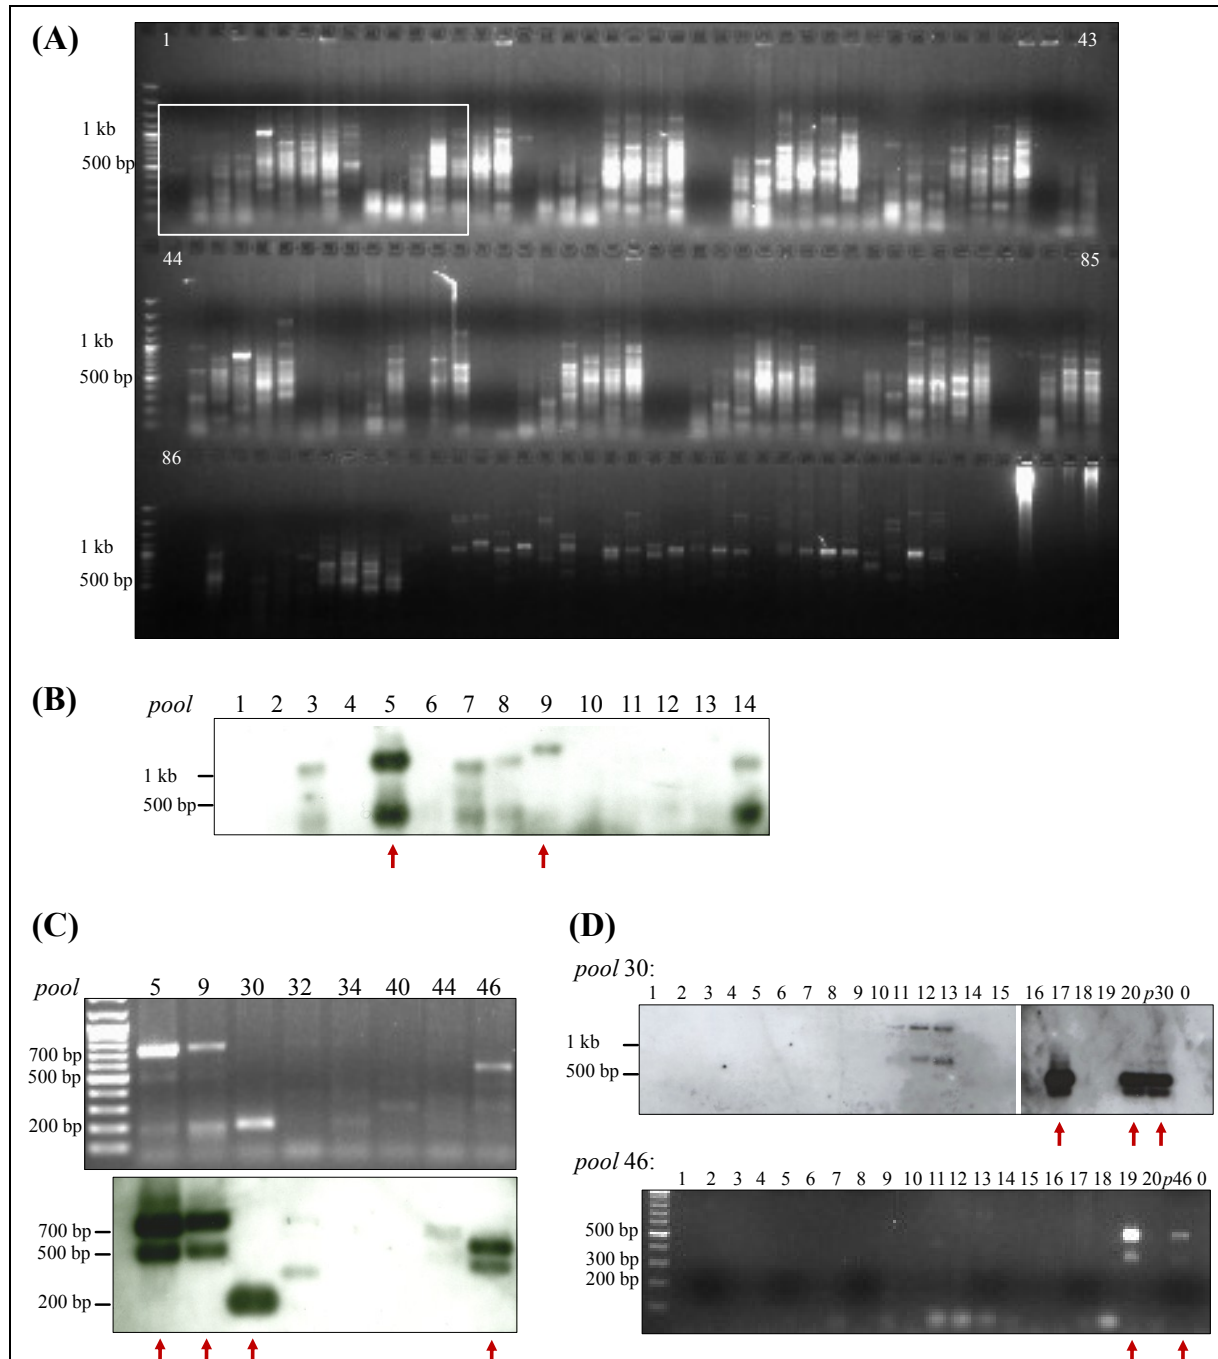 (A)
1 43
1 kb
500 bp
44 85
1 kb
500 bp
86
1 kb
500 bp
(B)
pool 1 2 3 4 5 6 7 8 9 10 11 12 13 14
1 kb
500 bp
(C)
pool 5 9 30 32 34 40 44 46
700 bp
500 bp
200 bp
700 bp
500 bp
200 bp
(D)
pool 30:
1 2 3 4 5 6 7 8 9 10 11 12 13 14 15 16 17 18 19 20 p30 0
1 kb
500 bp
pool 46:
1 2 3 4 5 6 7 8 9 10 11 12 13 14 15 16 17 18 19 20 p46 0
500 bp
300 bp
200 bp